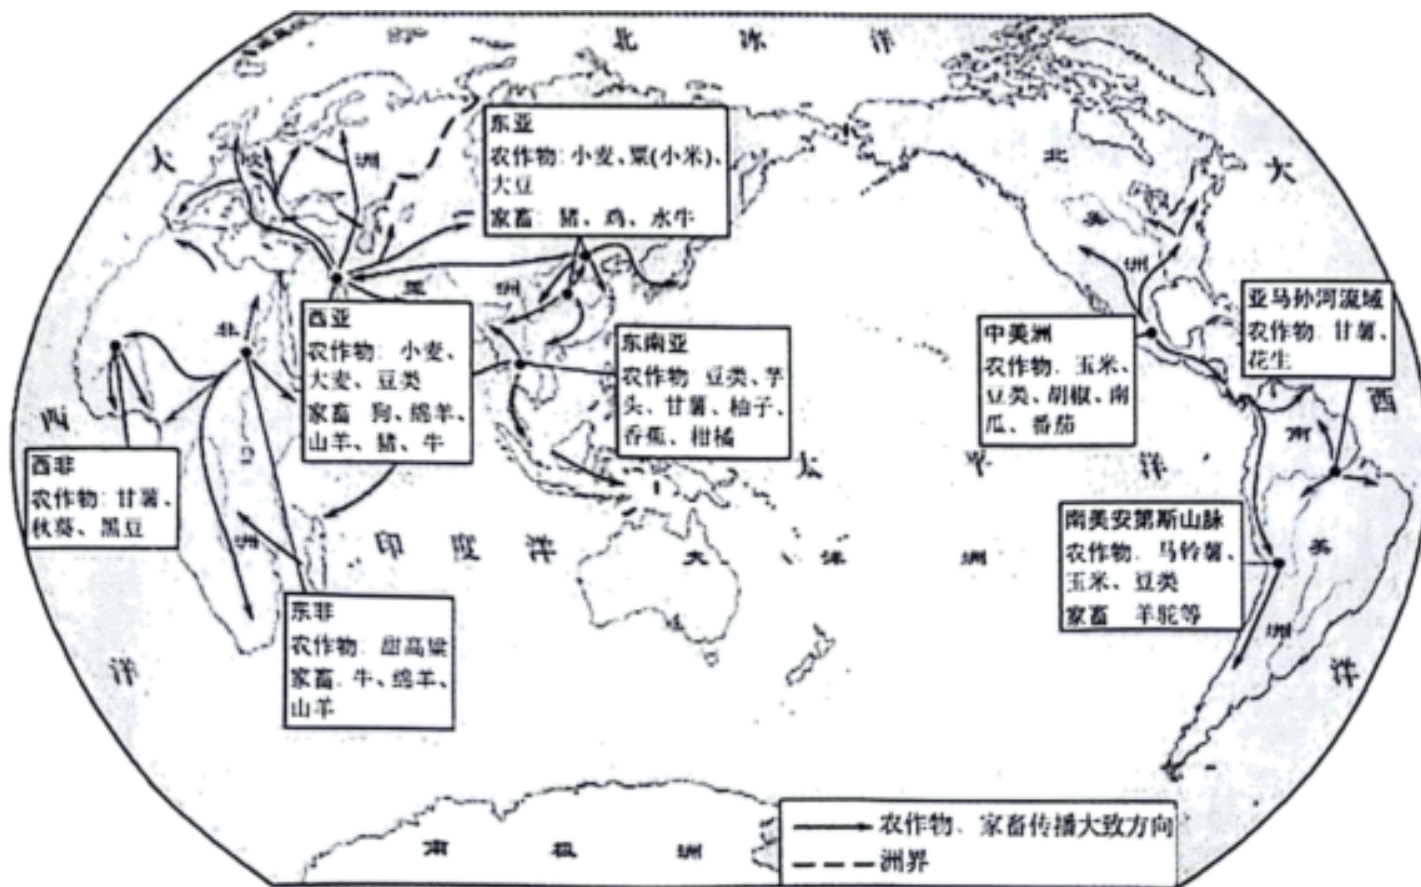 北 冰 洋
大
欧 洲
东亚
农作物:小麦、粟(小米)、
大豆
家畜:猪、鸡、水牛
北
美
洲
大
西
洋
亚 洲
非
洲
西亚
农作物:小麦、
大麦、豆类
家畜 狗、绵羊、
山羊、猪、牛
东南亚
农作物 豆类、芋
头、甘薯、柚子、
香蕉、柑橘
中美洲
农作物.玉米、
豆类、胡椒、南
瓜、番茄
亚马孙河流域
农作物:甘薯、
花生
西
洋
西非
农作物:甘薯、
秋葵、黑豆
太 平 洋
印 度 洋
大 洋 洲
南
美
洲
南美安第斯山脉
农作物.马铃薯、
玉米、豆类
家畜 羊驼等
东非
农作物:甜高粱
家畜.牛、绵羊、
山羊
南 极 洲
农作物、家畜传播大致方向
洲界